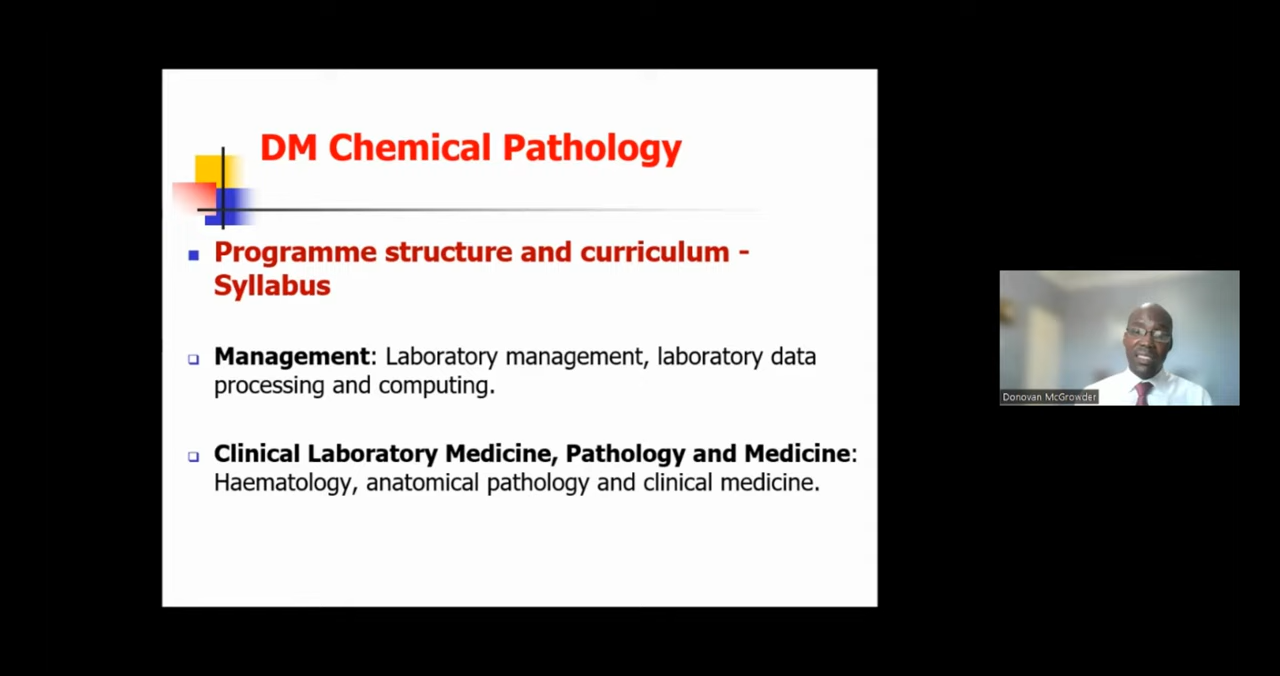 DM Chemical Pathology
Programme structure and curriculum -
Syllabus
Management: Laboratory management, laboratory data
processing and computing.
Clinical Laboratory Medicine, Pathology and Medicine:
Haematology, anatomical pathology and clinical medicine.
Donovan McGrowder